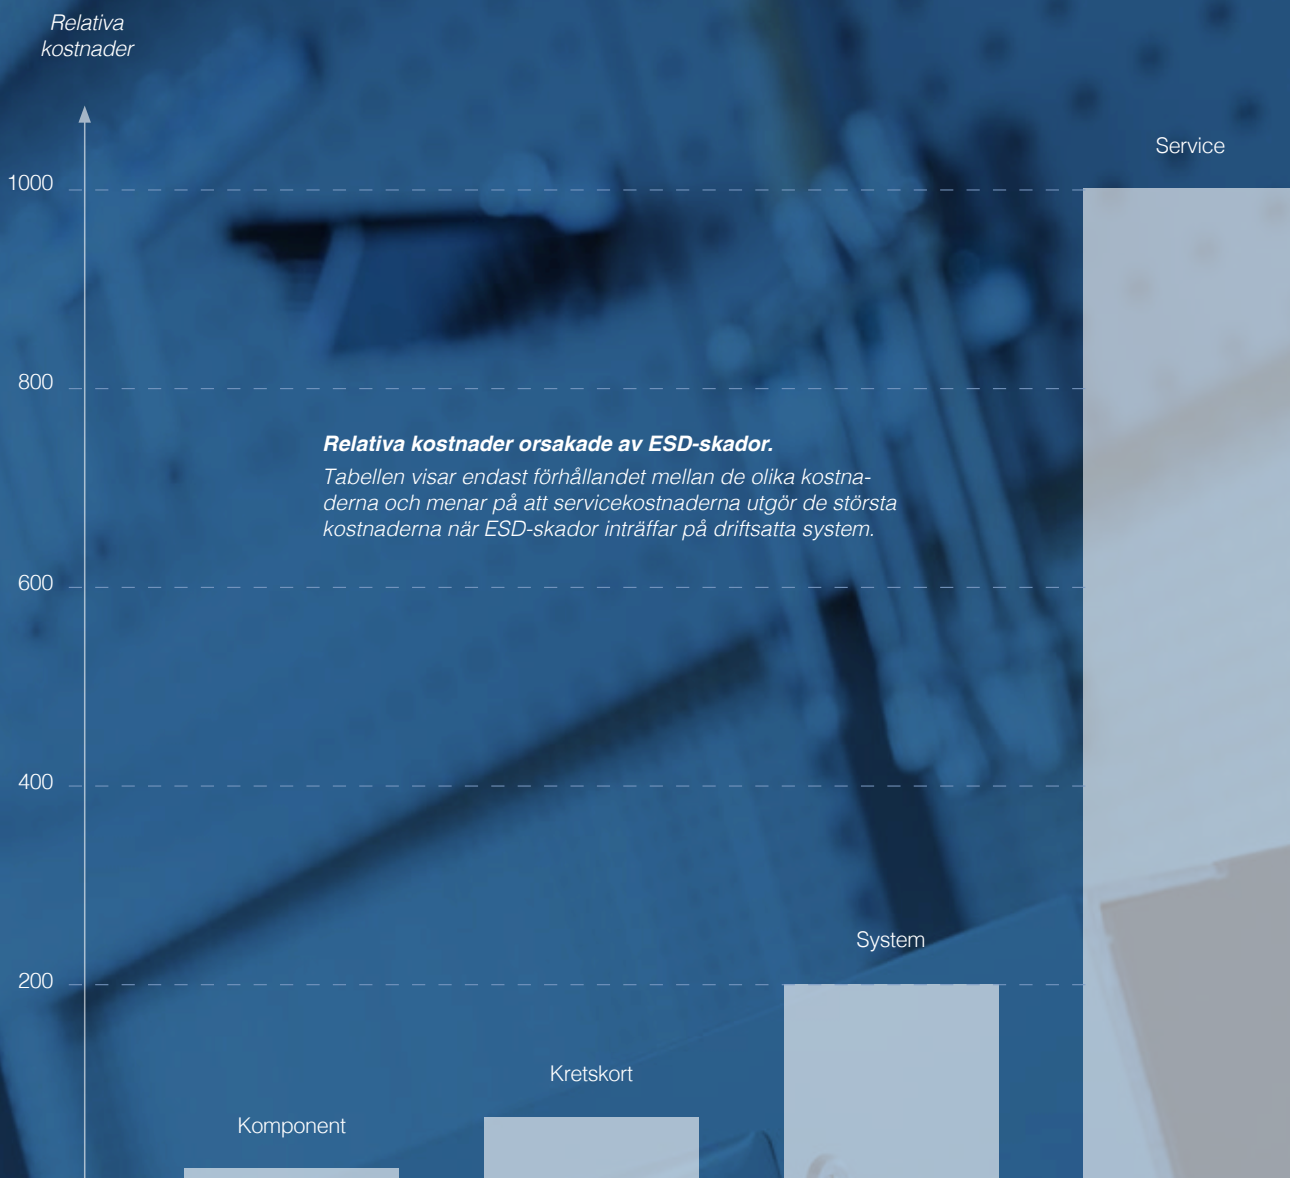 Relativa
kostnader
Service
1000
800
Relativa kostnader orsakade av ESD-skador.
Tabellen visar endast förhållandet mellan de olika kostna-
derna och menar på att servicekostnaderna utgör de största
kostnaderna när ESD-skador inträffar på driftsatta system.
600
400
System
200
Kretskort
Komponent